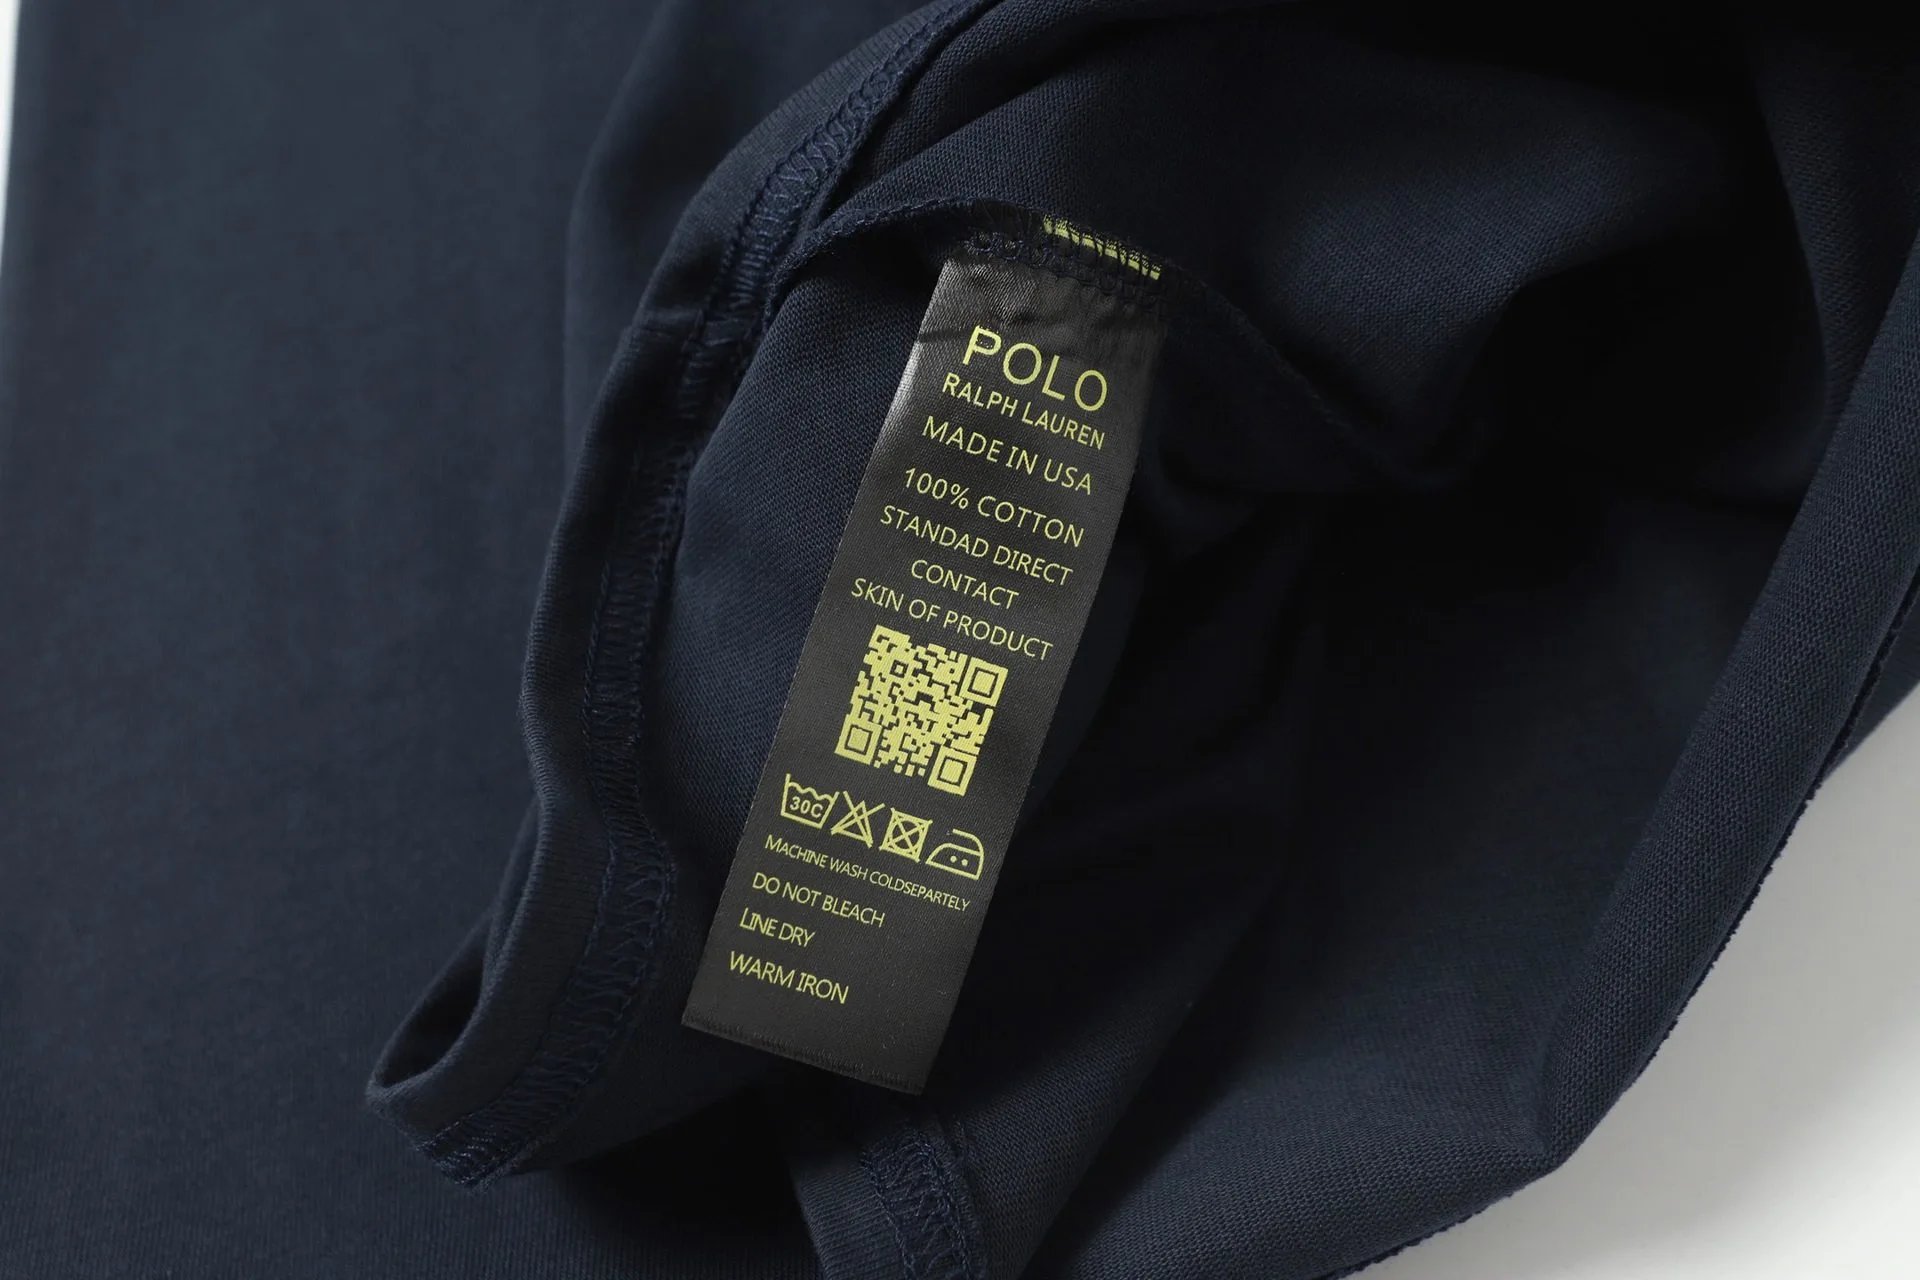 POLO
RALPH LAUREN
MADE IN USA
100% COTTON
STANDAD DIRECT
CONTACT
SKIN OF PRODUCT
30C
MACHINE WASH COLDSEPARTELY
DO NOT BLEACH
LINE DRY
WARM IRON